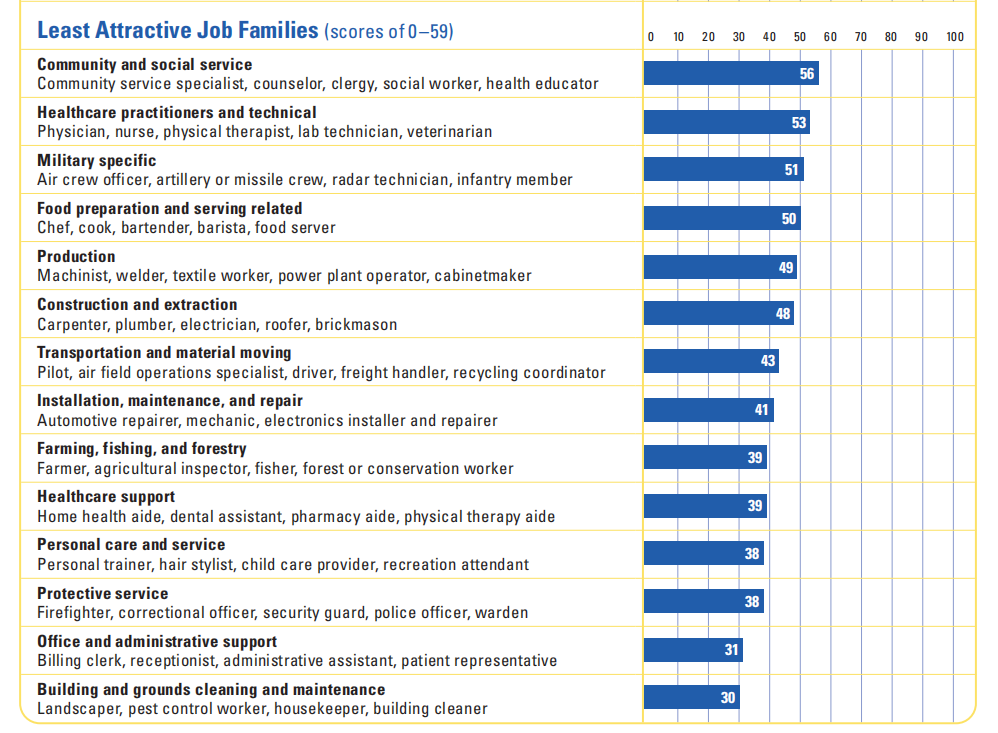 Least Attractive Job Families (scores of 0–59)
0 10 20 30 40 50 60 70 80 90 100
Community and social service
Community service specialist, counselor, clergy, social worker, health educator
56
Healthcare practitioners and technical
Physician, nurse, physical therapist, lab technician, veterinarian
53
Military specific
Air crew officer, artillery or missile crew, radar technician, infantry member
51
Food preparation and serving related
Chef, cook, bartender, barista, food server
50
Production
Machinist, welder, textile worker, power plant operator, cabinetmaker
49
Construction and extraction
Carpenter, plumber, electrician, roofer, brickmason
48
Transportation and material moving
Pilot, air field operations specialist, driver, freight handler, recycling coordinator
43
Installation, maintenance, and repair
Automotive repairer, mechanic, electronics installer and repairer
41
Farming, fishing, and forestry
Farmer, agricultural inspector, fisher, forest or conservation worker
39
Healthcare support
Home health aide, dental assistant, pharmacy aide, physical therapy aide
39
Personal care and service
Personal trainer, hair stylist, child care provider, recreation attendant
38
Protective service
Firefighter, correctional officer, security guard, police officer, warden
38
Office and administrative support
Billing clerk, receptionist, administrative assistant, patient representative
31
Building and grounds cleaning and maintenance
Landscaper, pest control worker, housekeeper, building cleaner
30